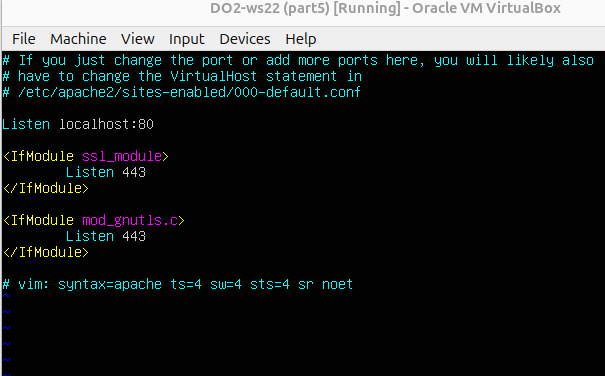 DO2-ws22 (part5) [Running] - Oracle VM VirtualBox
File Machine View Input Devices Help
# If you just change the port or add more ports here, you will likely also
# have to change the VirtualHost statement in
# /etc/apache2/sites-enabled/000-default.conf
Listen localhost:80
<IfModule ssl_module>
Listen 443
</IfModule>
<IfModule mod_gnutls.c>
Listen 443
</IfModule>
# vim: syntax=apache ts=4 sw=4 sts=4 sr noet
~
~
~
~
~